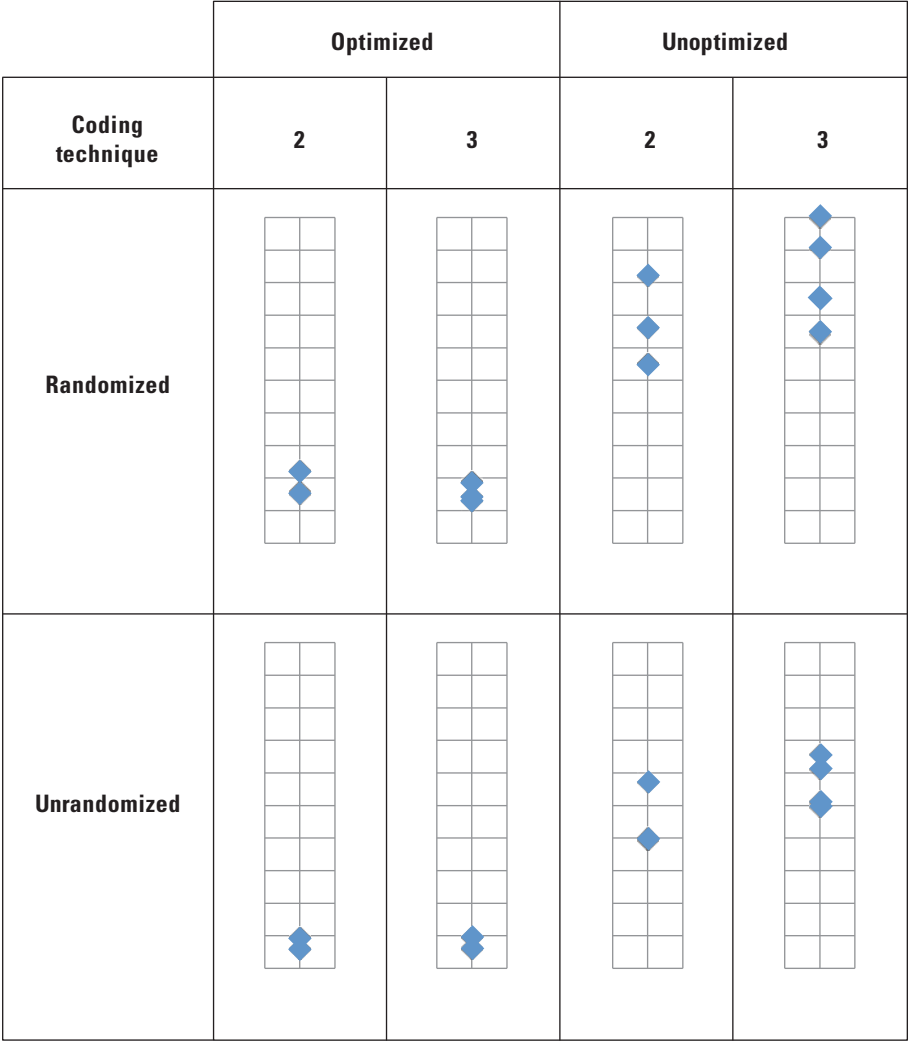 Optimized Unoptimized
Coding
technique
2 3 2 3
Randomized
Unrandomized